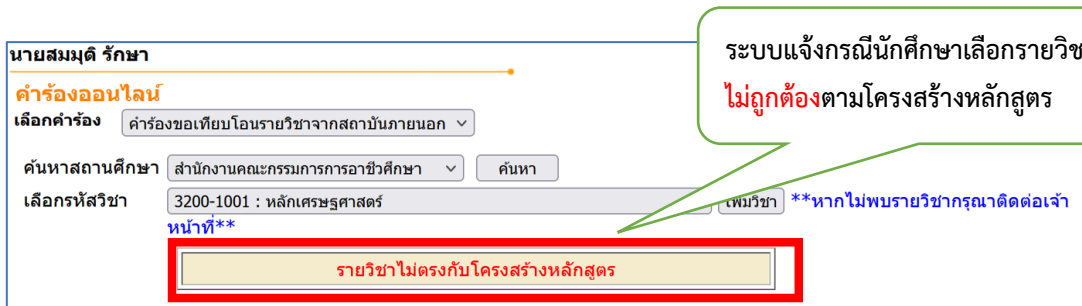 นายสมมุติ รักษา
ระบบแจ้งกรณีนักศึกษาเลือกรายวิช
ไม่ถูกต้องตามโครงสร้างหลักสูตร
คำร้องออนไลน์
เลือกคำร้อง คำร้องขอเทียบโอนรายวิชาจากสถาบันภายนอก
ค้นหาสถานศึกษา สำนักงานคณะกรรมการการอาชีวศึกษา ค้นหา
เลือกรหัสวิชา 3200-1001 : หลักเศรษฐศาสตร์ เพิ่มวิชา **หากไม่พบรายวิชากรุณาติดต่อเจ้า
หน้าที่**
รายวิชาไม่ตรงกับโครงสร้างหลักสูตร